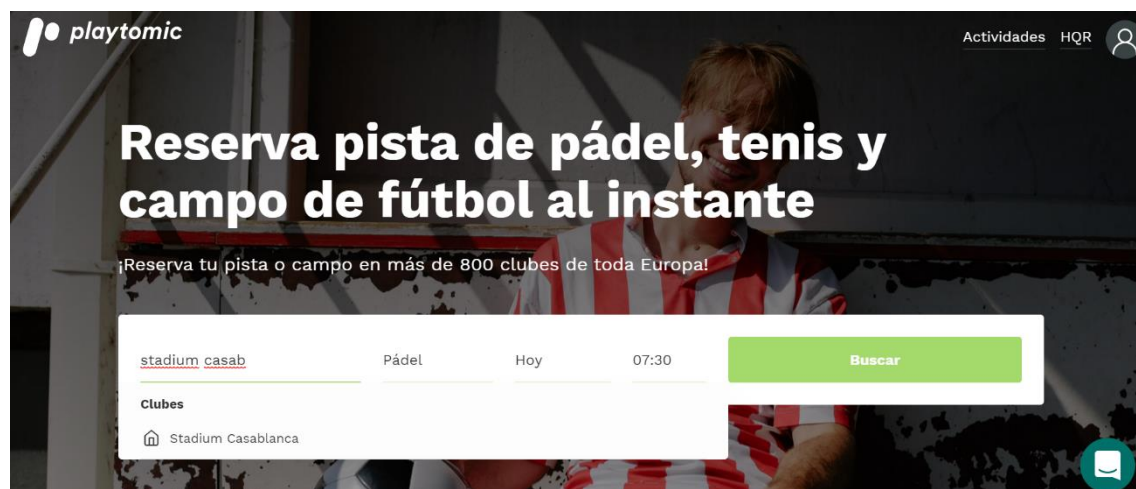 playtomic
Actividades HQR
Reserva pista de pádel, tenis y
campo de fútbol al instante
¡Reserva tu pista o campo en más de 800 clubes de toda Europa!
stadium casab Pádel Hoy 07:30 Buscar
Clubes
Stadium Casablanca